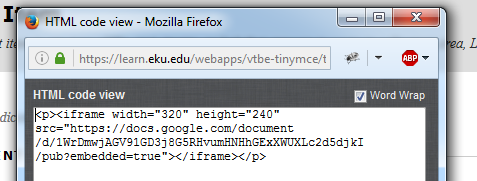 HTML code view - Mozilla Firefox
https://learn.eku.edu/webapps/vtbe-tinymce/t
ABP
HTML code view
Word Wrap
<p><iframe width="320" height="240"
src="https://docs.google.com/document
/d/1WrDmwjAGV91GD3j8G5RHvumHNHhGExXWUXLc2d5djkI
/pub?embedded=true"></iframe></p>